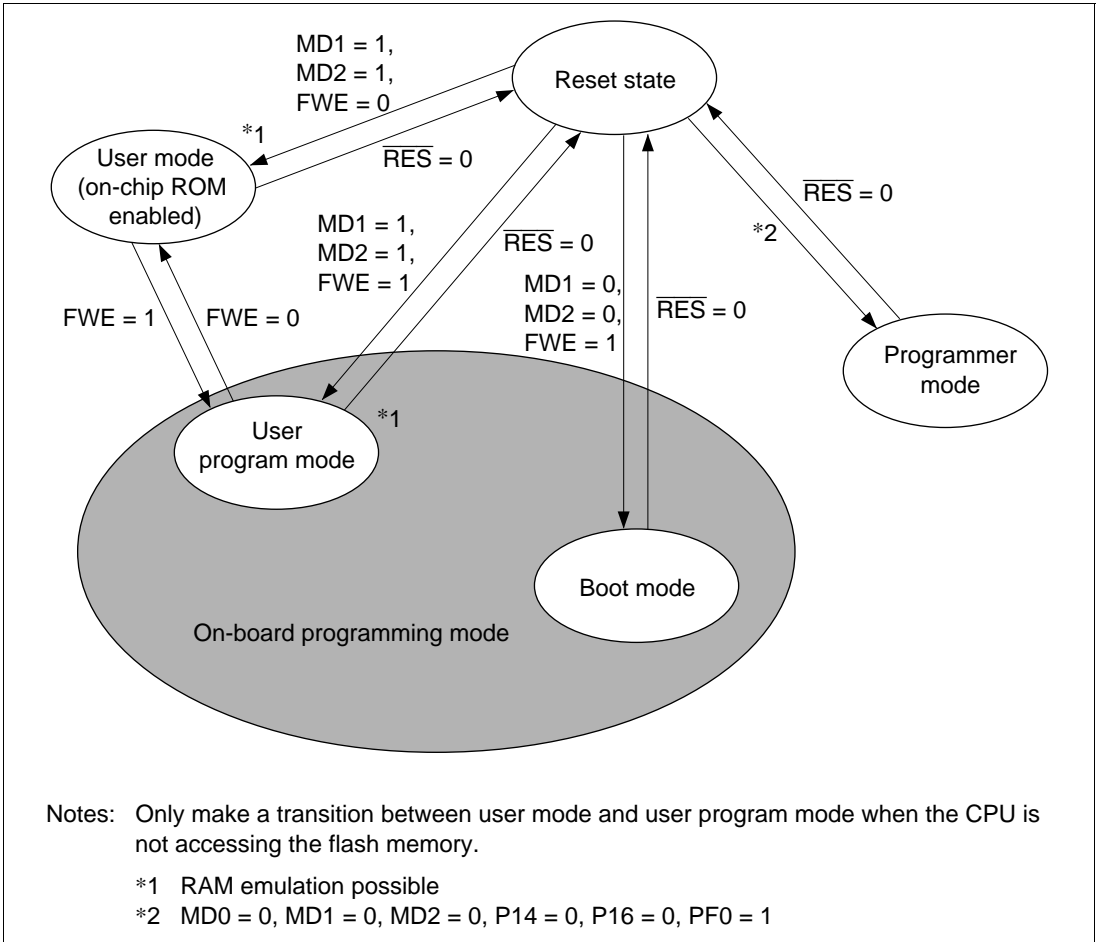 MD1 = 1,
MD2 = 1,
FWE = 0
Reset state
*1
R̅E̅S̅ = 0
User mode
(on-chip ROM
enabled)
MD1 = 1,
MD2 = 1,
FWE = 1
R̅E̅S̅ = 0
MD1 = 0,
MD2 = 0,
FWE = 1
R̅E̅S̅ = 0
*2
R̅E̅S̅ = 0
FWE = 1
FWE = 0
Programmer
mode
*1
User
program mode
Boot mode
On-board programming mode
Notes: Only make a transition between user mode and user program mode when the CPU is
not accessing the flash memory.
*1 RAM emulation possible
*2 MD0 = 0, MD1 = 0, MD2 = 0, P14 = 0, P16 = 0, PF0 = 1